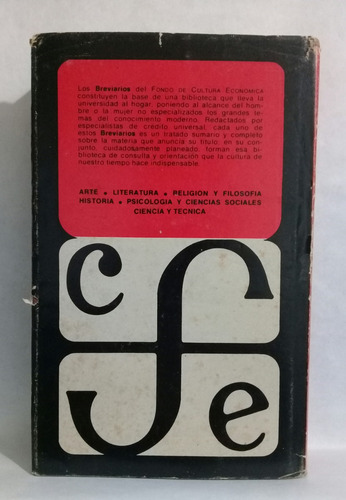 Los Breviarios del FONDO DE CULTURA ECONOMICA
constituyen la base de una biblioteca que lleva la
universidad al hogar, poniendo al alcance del hom-
bre o la mujer no especializados los grandes te-
mas del conocimiento moderno. Redactados por
especialistas de crédito universal, cada uno de
estos Breviarios es un tratado sumario y completo
sobre la materia que anuncia su título; en su con-
junto, cuidadosamente planeado, forman esa bi-
blioteca de consulta y orientación que la cultura de
nuestro tiempo hace indispensable.
ARTE • LITERATURA • RELIGION Y FILOSOFIA
HISTORIA • PSICOLOGIA Y CIENCIAS SOCIALES
CIENCIA Y TECNICA
c f e